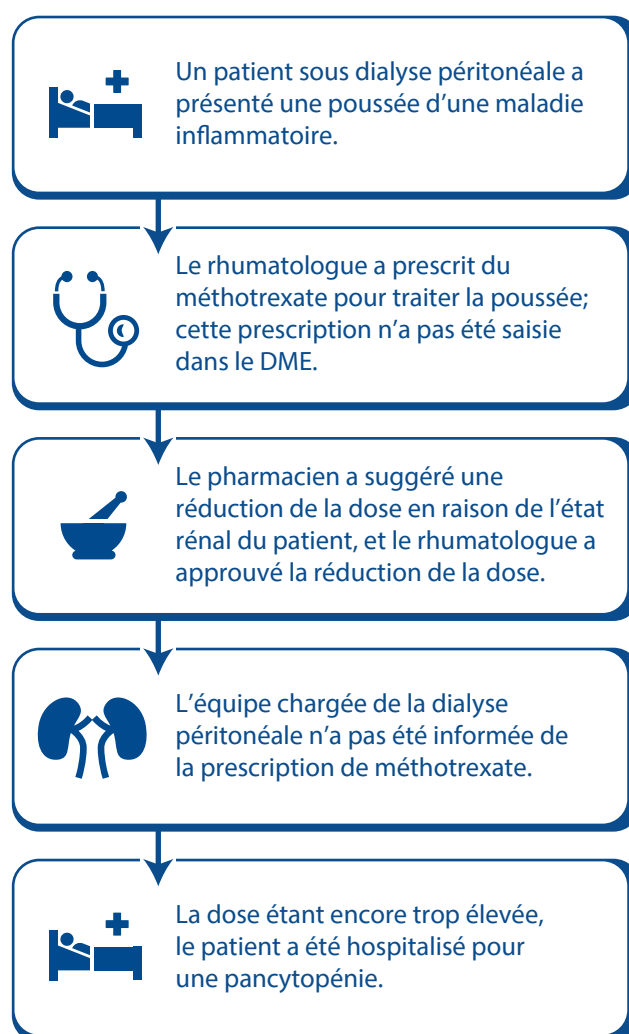 Un patient sous dialyse péritonéale a
présenté une poussée d’une maladie
inflammatoire.
Le rhumatologue a prescrit du
méthotrexate pour traiter la poussée;
cette prescription n’a pas été saisie
dans le DME.
Le pharmacien a suggéré une
réduction de la dose en raison de l’état
rénal du patient, et le rhumatologue a
approuvé la réduction de la dose.
L’équipe chargée de la dialyse
péritonéale n’a pas été informée de
la prescription de méthotrexate.
La dose étant encore trop élevée,
le patient a été hospitalisé pour
une pancytopénie.